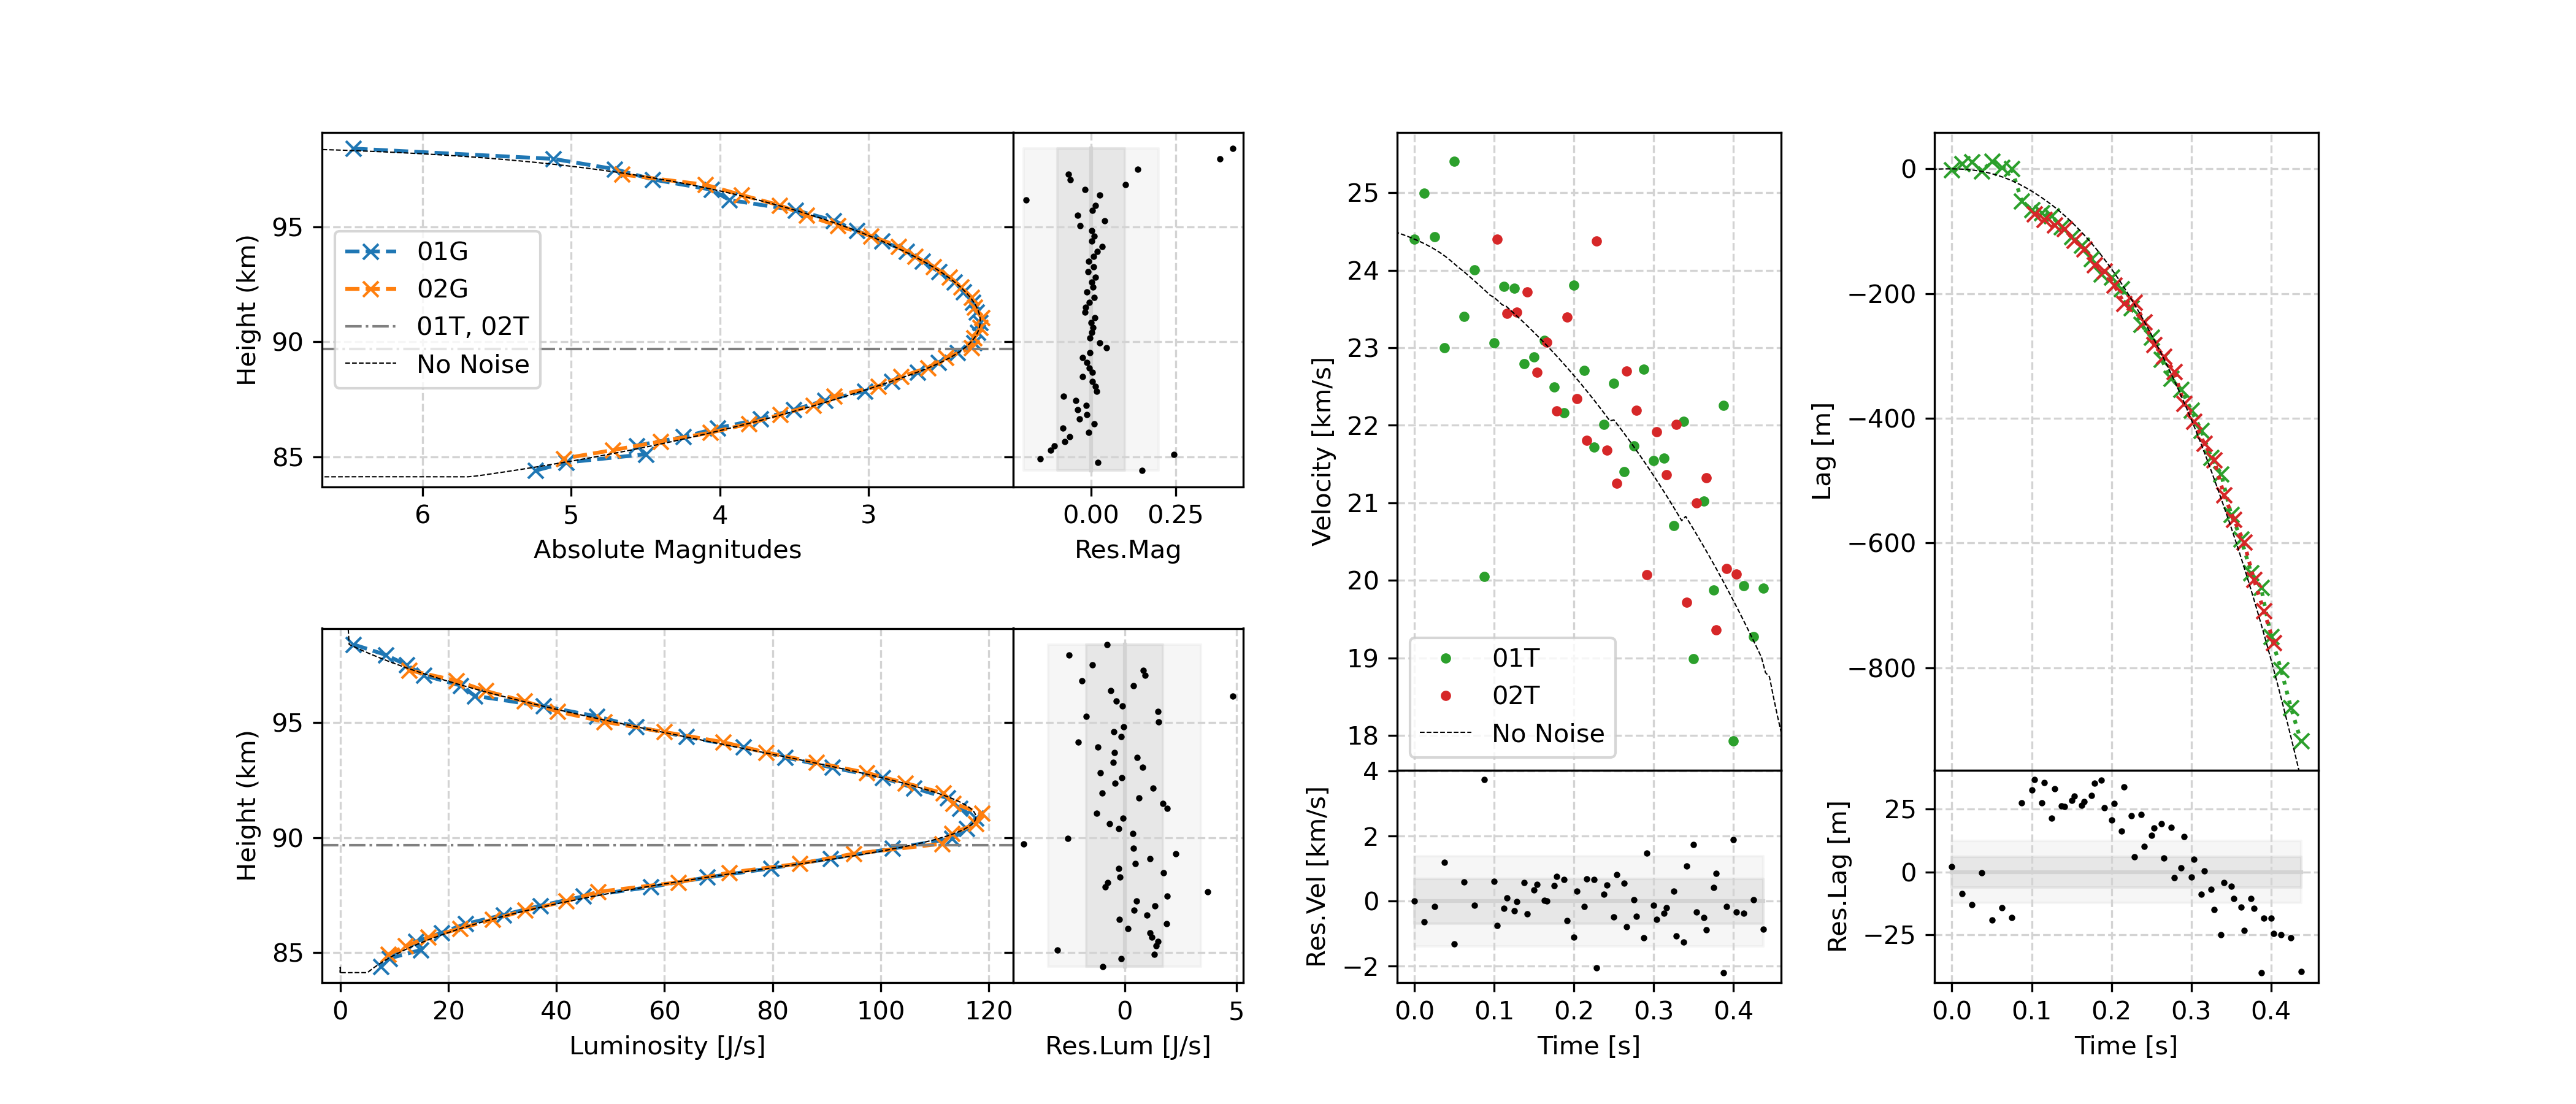 Height (km)
95
90
85
01G
02G
01T, 02T
No Noise
6 5 4 3
Absolute Magnitudes
0.00 0.25
Res.Mag
Height (km)
95
90
85
0 20 40 60 80 100 120
Luminosity [J/s]
0 5
Res.Lum [J/s]
Velocity [km/s]
25
24
23
22
21
20
19
18
01T
02T
No Noise
Res.Vel [km/s]
4
2
0
−2
0.0 0.1 0.2 0.3 0.4
Time [s]
Lag [m]
0
−200
−400
−600
−800
Res.Lag [m]
25
0
−25
0.0 0.1 0.2 0.3 0.4
Time [s]